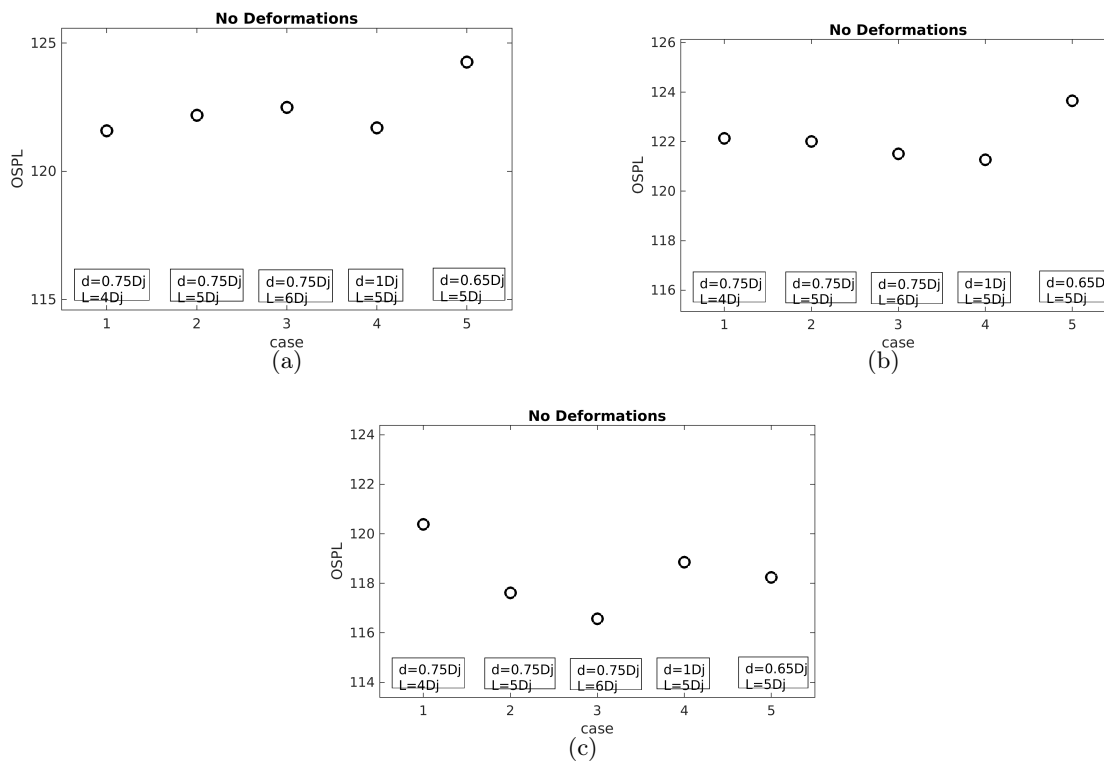 No Deformations
125
120
115
OSPL
d=0.75Dj
L=4Dj
d=0.75Dj
L=5Dj
d=0.75Dj
L=6Dj
d=1Dj
L=5Dj
d=0.65Dj
L=5Dj
1 2 3 4 5
case
(a)
No Deformations
126
124
122
120
118
116
OSPL
d=0.75Dj
L=4Dj
d=0.75Dj
L=5Dj
d=0.75Dj
L=6Dj
d=1Dj
L=5Dj
d=0.65D
L=5Dj
1 2 3 4 5
case
(b)
No Deformations
124
122
120
118
116
114
OSPL
d=0.75Dj
L=4Dj
d=0.75Dj
L=5Dj
d=0.75Dj
L=6Dj
d=1Dj
L=5Dj
d=0.65Dj
L=5Dj
1 2 3 4 5
case
(c)